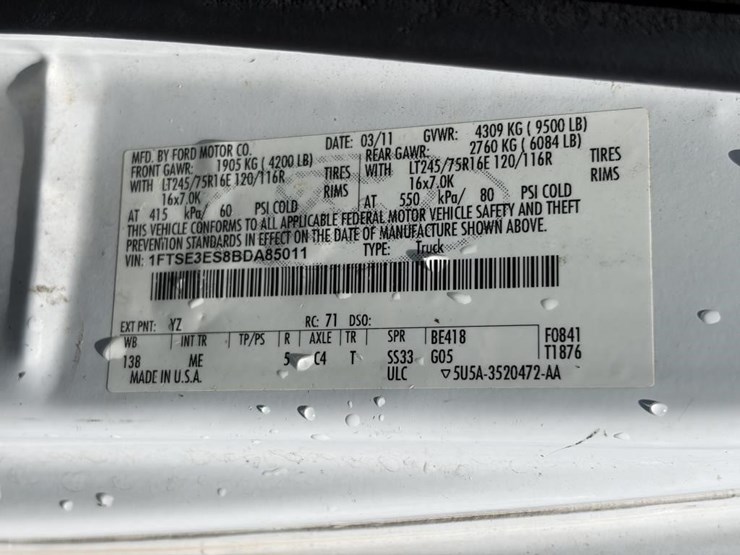 MFD. BY FORD MOTOR CO. DATE: 03/11 GVWR: 4309 KG ( 9500 LB)
FRONT GAWR: 1905 KG ( 4200 LB) REAR GAWR: 2760 KG ( 6084 LB)
WITH LT245/75R16E 120/116R TIRES WITH LT245/75R16E 120/116R TIRES
16x7.0K RIMS 16x7.0K RIMS
AT 415 kPa/ 60 PSI COLD AT 550 kPa/ 80 PSI COLD
THIS VEHICLE CONFORMS TO ALL APPLICABLE FEDERAL MOTOR VEHICLE SAFETY AND THEFT
PREVENTION STANDARDS IN EFFECT ON THE DATE OF MANUFACTURE SHOWN ABOVE.
VIN: 1FTSE3ES8BDA85011 TYPE: Truck
EXT PNT: YZ RC: 71 DSO:
WB INT TR TP/PS R AXLE TR SPR BE418 F0841
138 ME 5 C4 T SS33 G05 T1876
MADE IN U.S.A. ULC ▽5U5A-3520472-AA